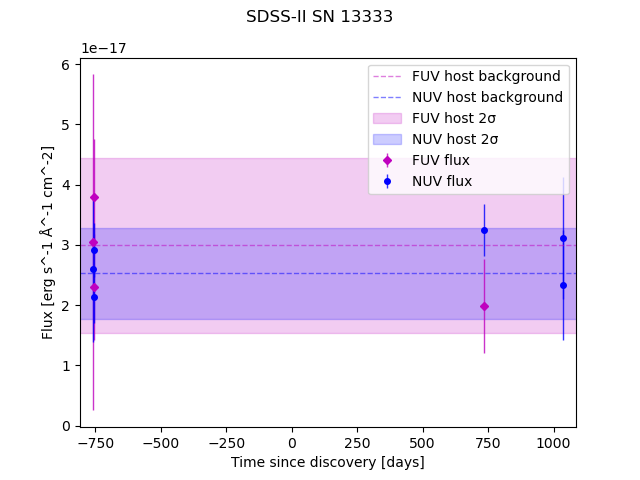 SDSS-II SN 13333
1e−17
FUV host background
NUV host background
FUV host 2σ
NUV host 2σ
FUV flux
NUV flux
6
5
4
3
2
1
0
Flux [erg s^-1 Å^-1 cm^-2]
−750 −500 −250 0 250 500 750 1000
Time since discovery [days]